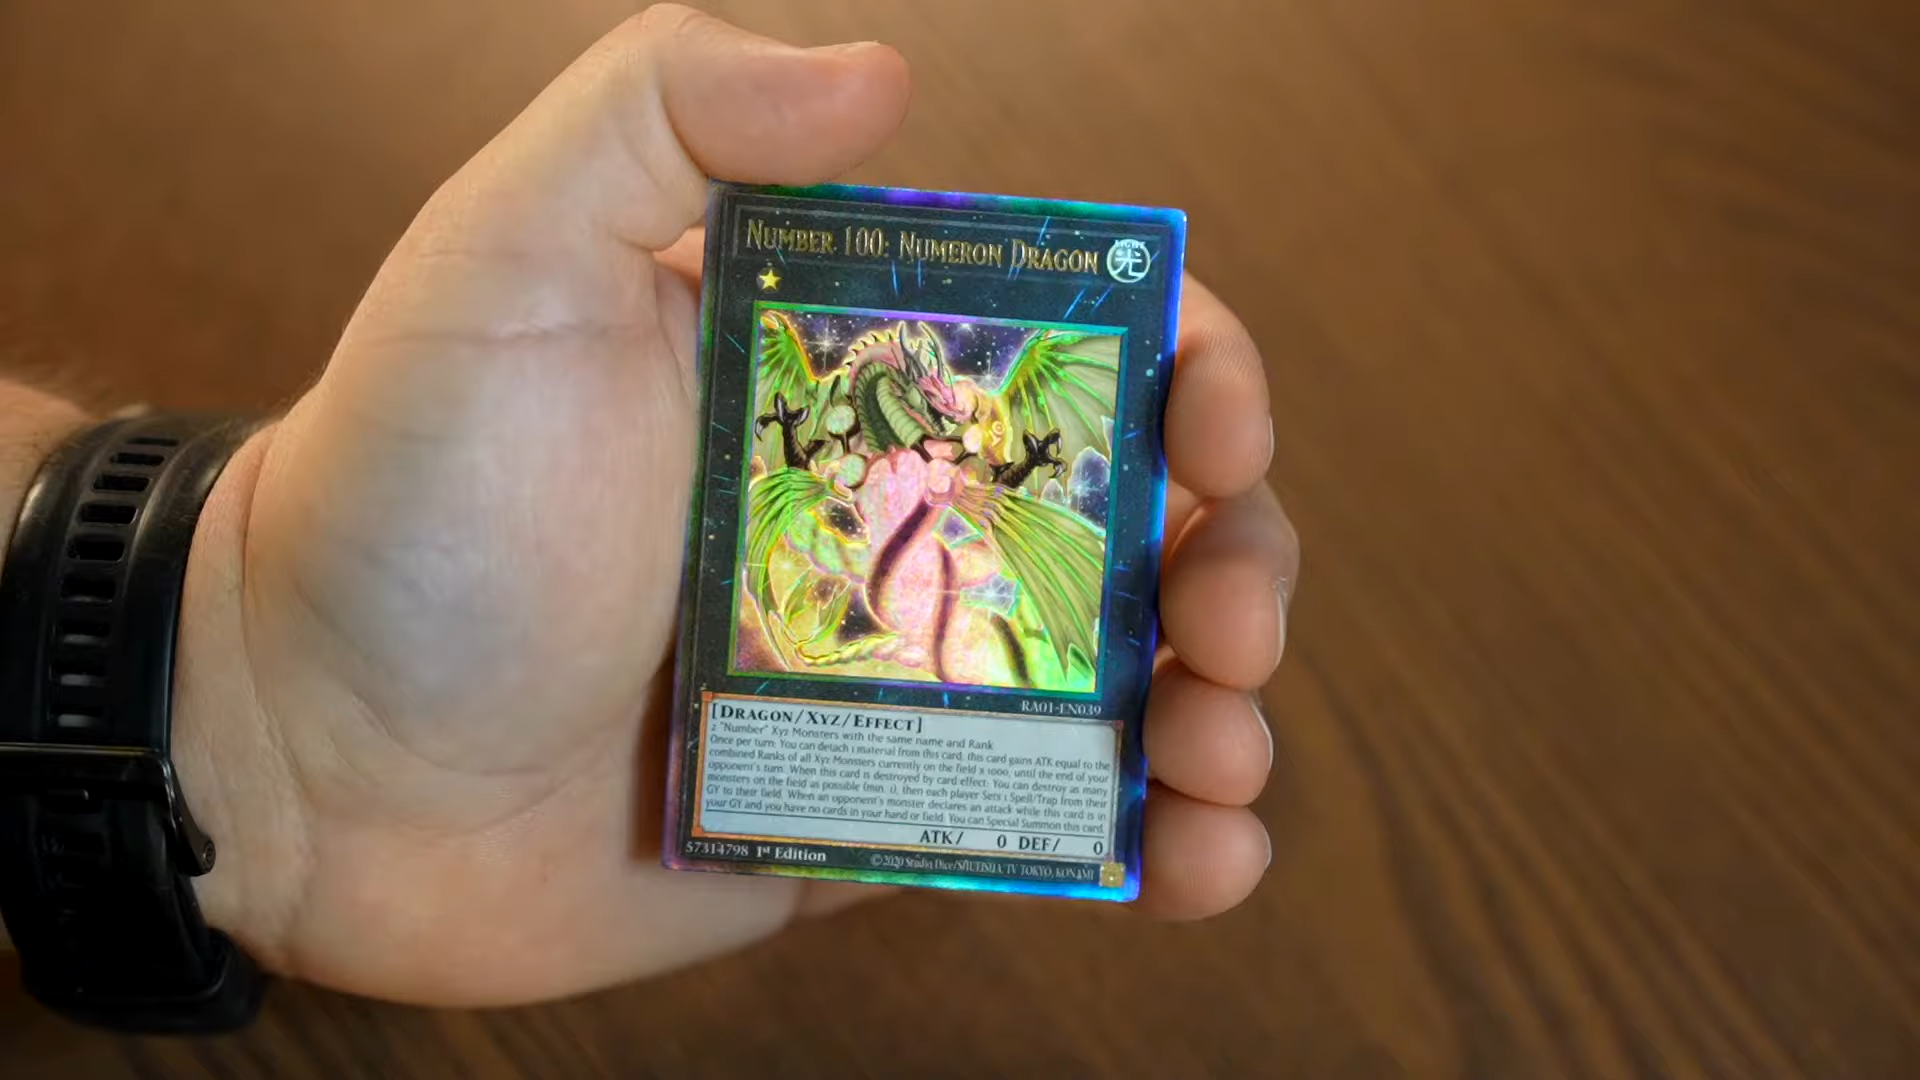 NUMBER 100: NUMERON DRAGON
LIGHT
光
RA01-EN039
[DRAGON/XYZ/EFFECT]
2 "Number" Xyz Monsters with the same name and Rank
Once per turn: You can detach 1 material from this card; this card gains ATK equal to the
combined Ranks of all Xyz Monsters currently on the field x 1000, until the end of your
opponent's turn. When this card is destroyed by card effect: You can destroy as many
monsters on the field as possible (min. 1), then each player Sets 1 Spell/Trap from their
GY to their field. When an opponent's monster declares an attack while this card is in
your GY and you have no cards in your hand or field: You can Special Summon this card.
ATK/ 0 DEF/ 0
57314798 1st Edition ©2020 Studio Dice/SHUEISHA, TV TOKYO, KONAMI